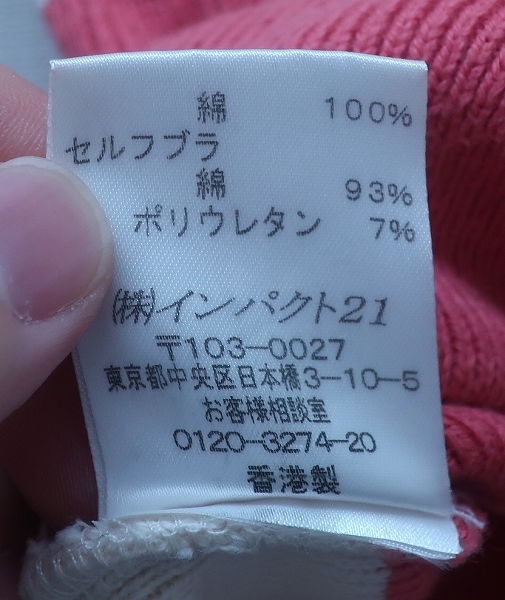 綿 100%
セルフブラ
綿 93%
ポリウレタン 7%
(株)インパクト21
〒103-0027
東京都中央区日本橋3-10-5
お客様相談室
0120-3274-20
香港製